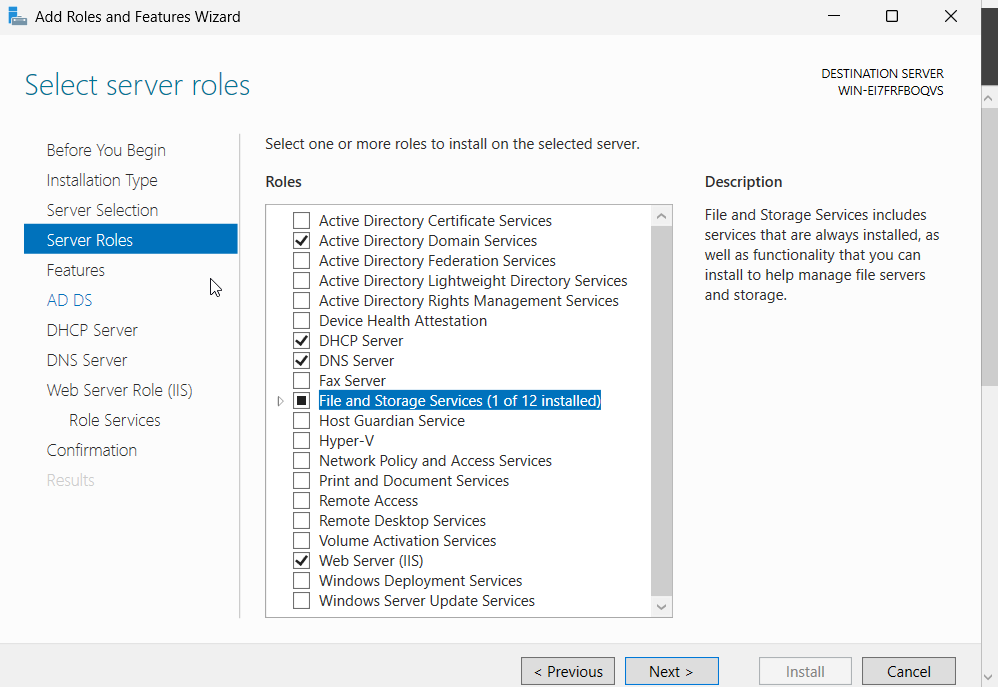 Add Roles and Features Wizard
Select server roles
DESTINATION SERVER
WIN-EI7FRFBOQVS
Before You Begin
Installation Type
Server Selection
Server Roles
Features
AD DS
DHCP Server
DNS Server
Web Server Role (IIS)
Role Services
Confirmation
Results
Select one or more roles to install on the selected server.
Roles
Active Directory Certificate Services
Active Directory Domain Services
Active Directory Federation Services
Active Directory Lightweight Directory Services
Active Directory Rights Management Services
Device Health Attestation
DHCP Server
DNS Server
Fax Server
File and Storage Services (1 of 12 installed)
Host Guardian Service
Hyper-V
Network Policy and Access Services
Print and Document Services
Remote Access
Remote Desktop Services
Volume Activation Services
Web Server (IIS)
Windows Deployment Services
Windows Server Update Services
Description
File and Storage Services includes
services that are always installed, as
well as functionality that you can
install to help manage file servers
and storage.
< Previous
Next >
Install
Cancel